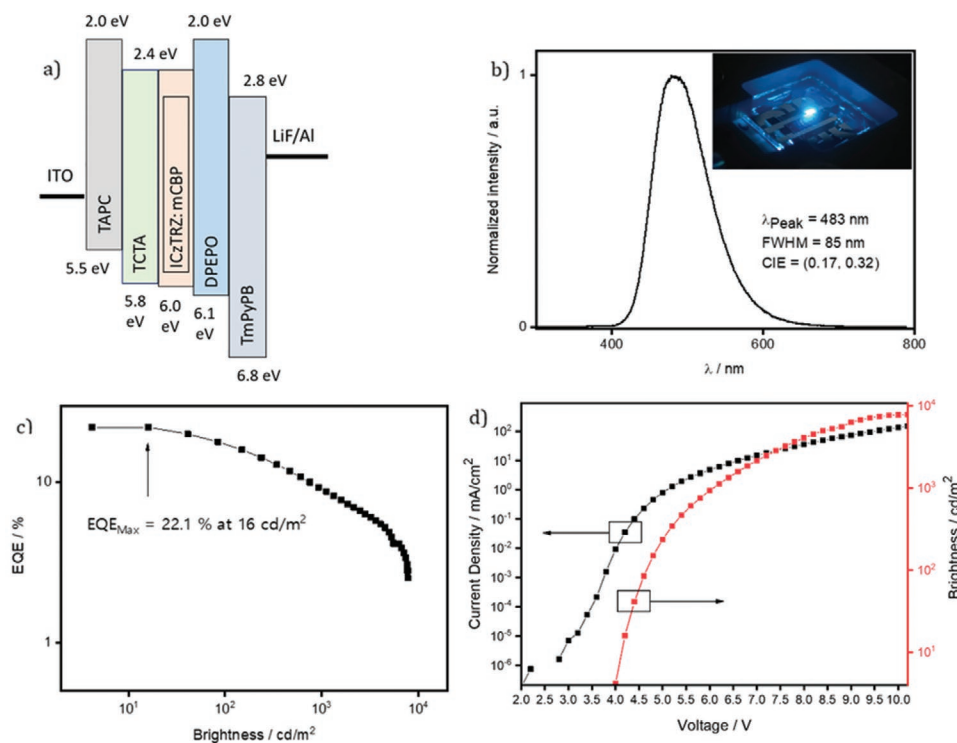 a)
2.0 eV
2.0 eV
2.4 eV
2.8 eV
LiF/Al
ITO
TAPC
TCTA
ICzTRZ: mCBP
DPEPO
TmPyPB
5.5 eV
5.8 eV
6.0 eV
6.1 eV
6.8 eV
b)
Normalized intensity / a.u.
1
0
λPeak = 483 nm
FWHM = 85 nm
CIE = (0.17, 0.32)
400 600 800
λ / nm
c)
EQE / %
10
1
EQEMax = 22.1 % at 16 cd/m²
10¹ 10² 10³ 10⁴
Brightness / cd/m²
d)
Current Density / mA/cm²
10² 10¹ 10⁰ 10⁻¹ 10⁻² 10⁻³ 10⁻⁴ 10⁻⁵ 10⁻⁶
2.0 2.5 3.0 3.5 4.0 4.5 5.0 5.5 6.0 6.5 7.0 7.5 8.0 8.5 9.0 9.5 10.0
Voltage / V
10⁴ 10³ 10² 10¹
Brightness / cd/m²